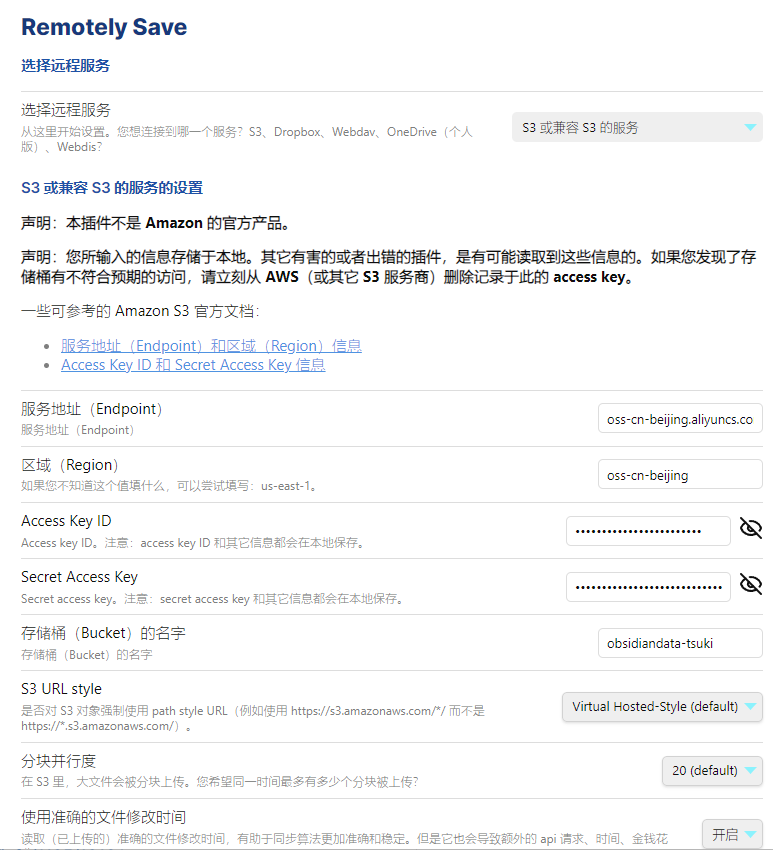 Remotely Save
选择远程服务
选择远程服务
从这里开始设置。您想连接到哪一个服务？S3、Dropbox、Webdav、OneDrive（个人
版）、Webdis？
S3 或兼容 S3 的服务
S3 或兼容 S3 的服务的设置
声明：本插件不是 Amazon 的官方产品。
声明：您所输入的信息存储于本地。其它有害的或者出错的插件，是有可能读取到这些信息的。如果您发现了存
储桶有不符合预期的访问，请立刻从 AWS（或其它 S3 服务商）删除记录于此的 access key。
一些可参考的 Amazon S3 官方文档：
服务地址（Endpoint）和区域（Region）信息
Access Key ID 和 Secret Access Key 信息
服务地址（Endpoint）
服务地址（Endpoint）
oss-cn-beijing.aliyuncs.co
区域（Region）
如果您不知道这个值填什么，可以尝试填写：us-east-1。
oss-cn-beijing
Access Key ID
Access key ID。注意：access key ID 和其它信息都会在本地保存。
Secret Access Key
Secret access key。注意：secret access key 和其它信息都会在本地保存。
存储桶（Bucket）的名字
存储桶（Bucket）的名字
obsidiandata-tsuki
S3 URL style
是否对 S3 对象强制使用 path style URL（例如使用 https://s3.amazonaws.com/*/ 而不是
https://*.s3.amazonaws.com/）。
Virtual Hosted-Style (default)
分块并行度
在 S3 里，大文件会被分块上传。您希望同一时间最多有多少个分块被上传？
20 (default)
使用准确的文件修改时间
读取（已上传的）准确的文件修改时间，有助于同步算法更加准确和稳定。但是它也会导致额外的 api 请求、时间、金钱花
开启